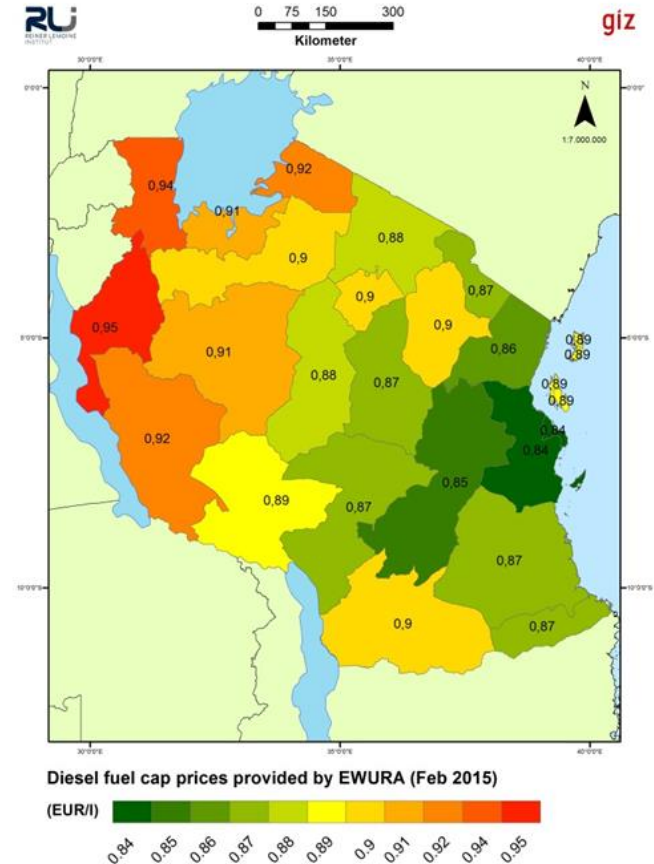 RLI
REINER LEMOINE
INSTITUT
0 75 150 300
Kilometer
giz
30°0'0"E 35°0'0"E 40°0'0"E
0°0'0" 0°0'0"
N
1:7.000.000
0,92
0,94
0,91
0,88
0,9
0,87
0,9
0,9
0,95
0,86
0,89
0,91
0,89
0,88
0,87
0,89
0,89
0,92
0,84
0,84
0,85
0,89
0,87
0,87
0,9
0,87
5°0'0"S 5°0'0"S
10°0'0"S 10°0'0"S
30°0'0"E 35°0'0"E 40°0'0"E
Diesel fuel cap prices provided by EWURA (Feb 2015)
(EUR/l)
0.84 0.85 0.86 0.87 0.88 0.89 0.9 0.91 0.92 0.94 0.95